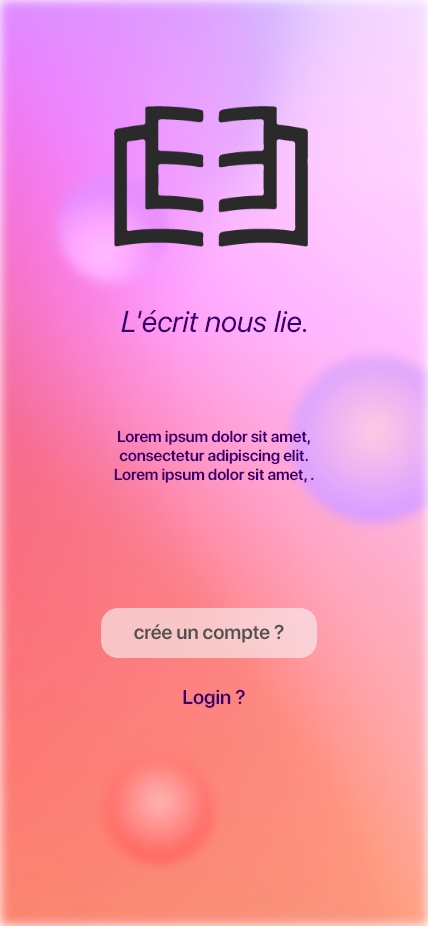 L'écrit nous lie.
Lorem ipsum dolor sit amet,
consectetur adipiscing elit.
Lorem ipsum dolor sit amet, .
crée un compte ?
Login ?